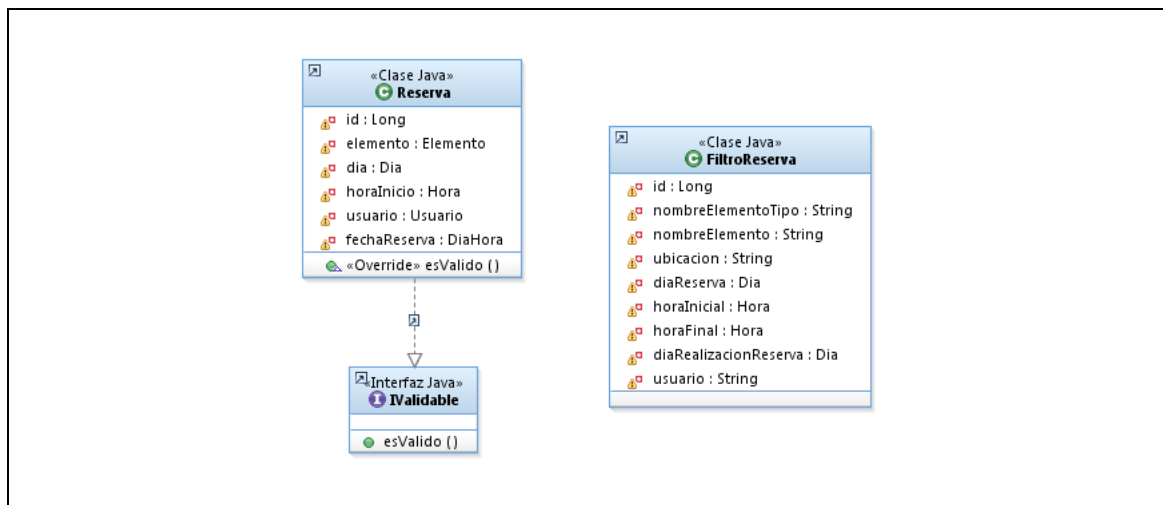 «Clase Java»
Reserva
id : Long
elemento : Elemento
dia : Dia
horaInicio : Hora
usuario : Usuario
fechaReserva : DiaHora
«Override» esValido ( )
«Interfaz Java»
IValidable
esValido ( )
«Clase Java»
FiltroReserva
id : Long
nombreElementoTipo : String
nombreElemento : String
ubicacion : String
diaReserva : Dia
horaInicial : Hora
horaFinal : Hora
diaRealizacionReserva : Dia
usuario : String